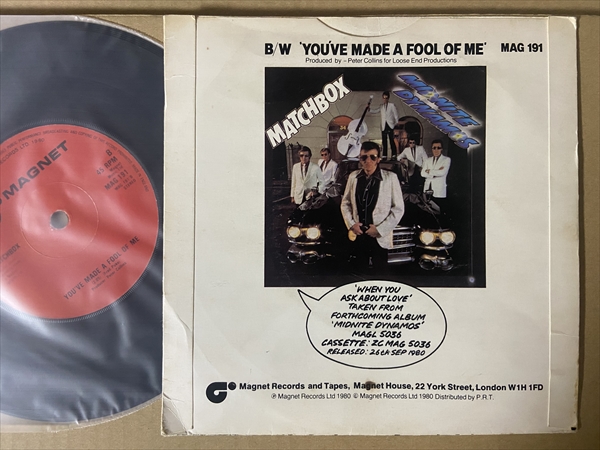 B/W 'YOU'VE MADE A FOOL OF ME' MAG 191
Produced by – Peter Collins for Loose End Productions
MATCHBOX
MIDNITE
DYNAMOS
'WHEN YOU
ASK ABOUT LOVE'
TAKEN FROM
FORTHCOMING ALBUM
'MIDNITE DYNAMOS'
MAGL 5036
CASSETTE: ZC MAG 5036
RELEASED: 26th SEP 1980
Magnet Records and Tapes, Magnet House, 22 York Street, London W1H 1FD
℗ Magnet Records Ltd 1980 © Magnet Records Ltd 1980 Distributed by P.R.T.
MAGNET
45 RPM
MAG 191
YOU'VE MADE A FOOL OF ME